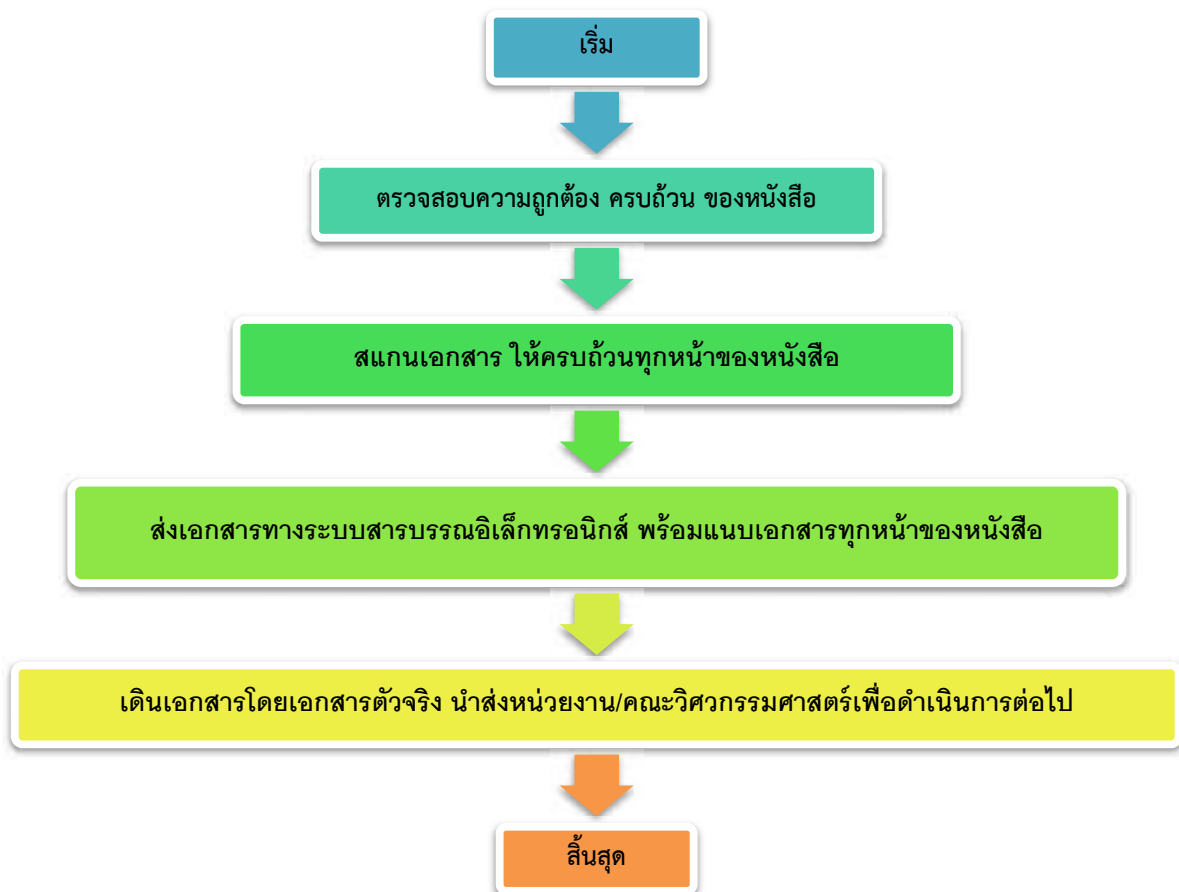 เริ่ม
ตรวจสอบความถูกต้อง ครบถ้วน ของหนังสือ
สแกนเอกสาร ให้ครบถ้วนทุกหน้าของหนังสือ
ส่งเอกสารทางระบบสารบรรณอิเล็กทรอนิกส์ พร้อมแนบเอกสารทุกหน้าของหนังสือ
เดินเอกสารโดยเอกสารตัวจริง นำส่งหน่วยงาน/คณะวิศวกรรมศาสตร์เพื่อดำเนินการต่อไป
สิ้นสุด